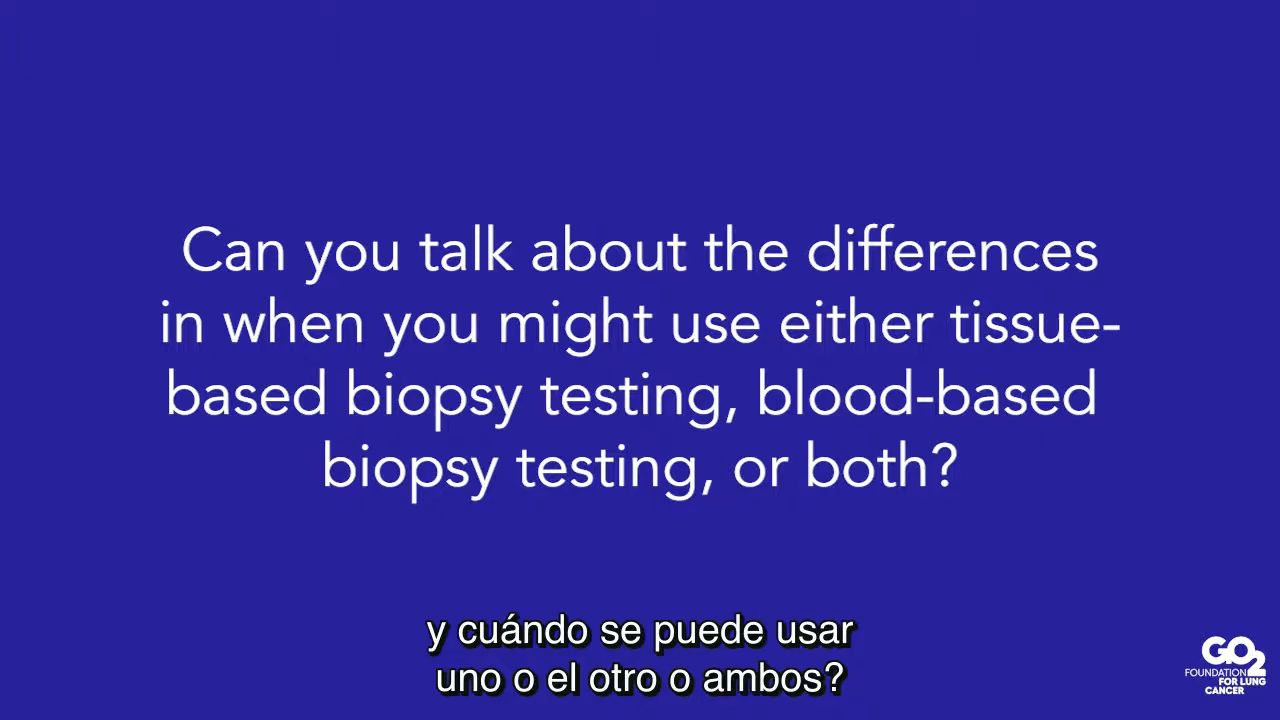 Can you talk about the differences
in when you might use either tissue-
based biopsy testing, blood-based
biopsy testing, or both?
y cuándo se puede usar
uno o el otro o ambos?
GO2
FOUNDATION
FOR LUNG
CANCER